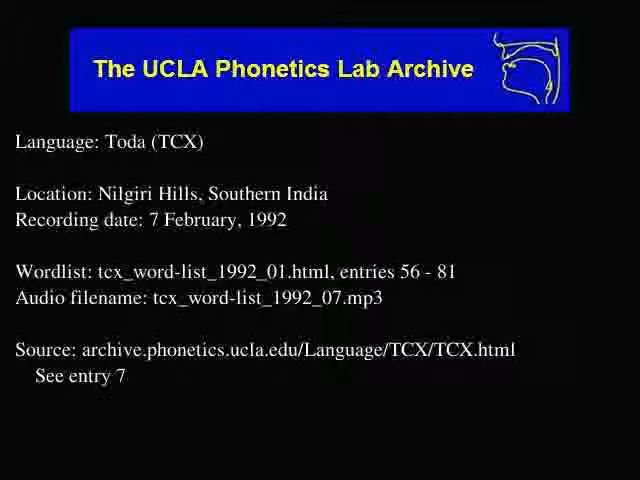 The UCLA Phonetics Lab Archive
Language: Toda (TCX)
Location: Nilgiri Hills, Southern India
Recording date: 7 February, 1992
Wordlist: tcx_word-list_1992_01.html, entries 56 - 81
Audio filename: tcx_word-list_1992_07.mp3
Source: archive.phonetics.ucla.edu/Language/TCX/TCX.html
See entry 7